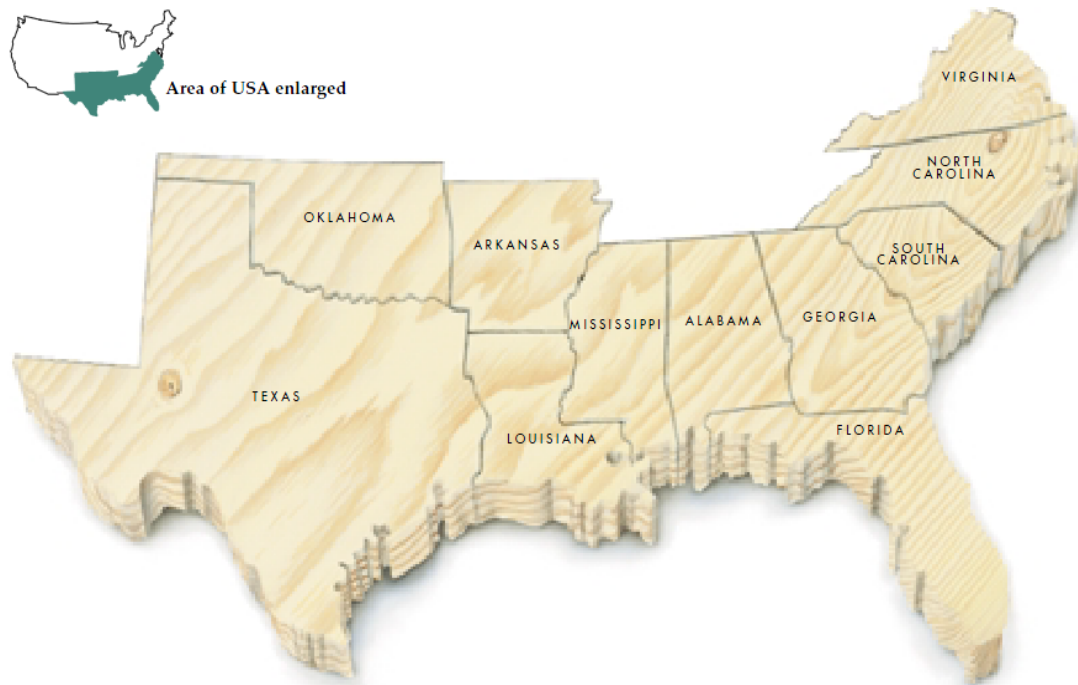 Area of USA enlarged
VIRGINIA
NORTH
CAROLINA
OKLAHOMA
ARKANSAS
SOUTH
CAROLINA
MISSISSIPPI
ALABAMA
GEORGIA
TEXAS
LOUISIANA
FLORIDA